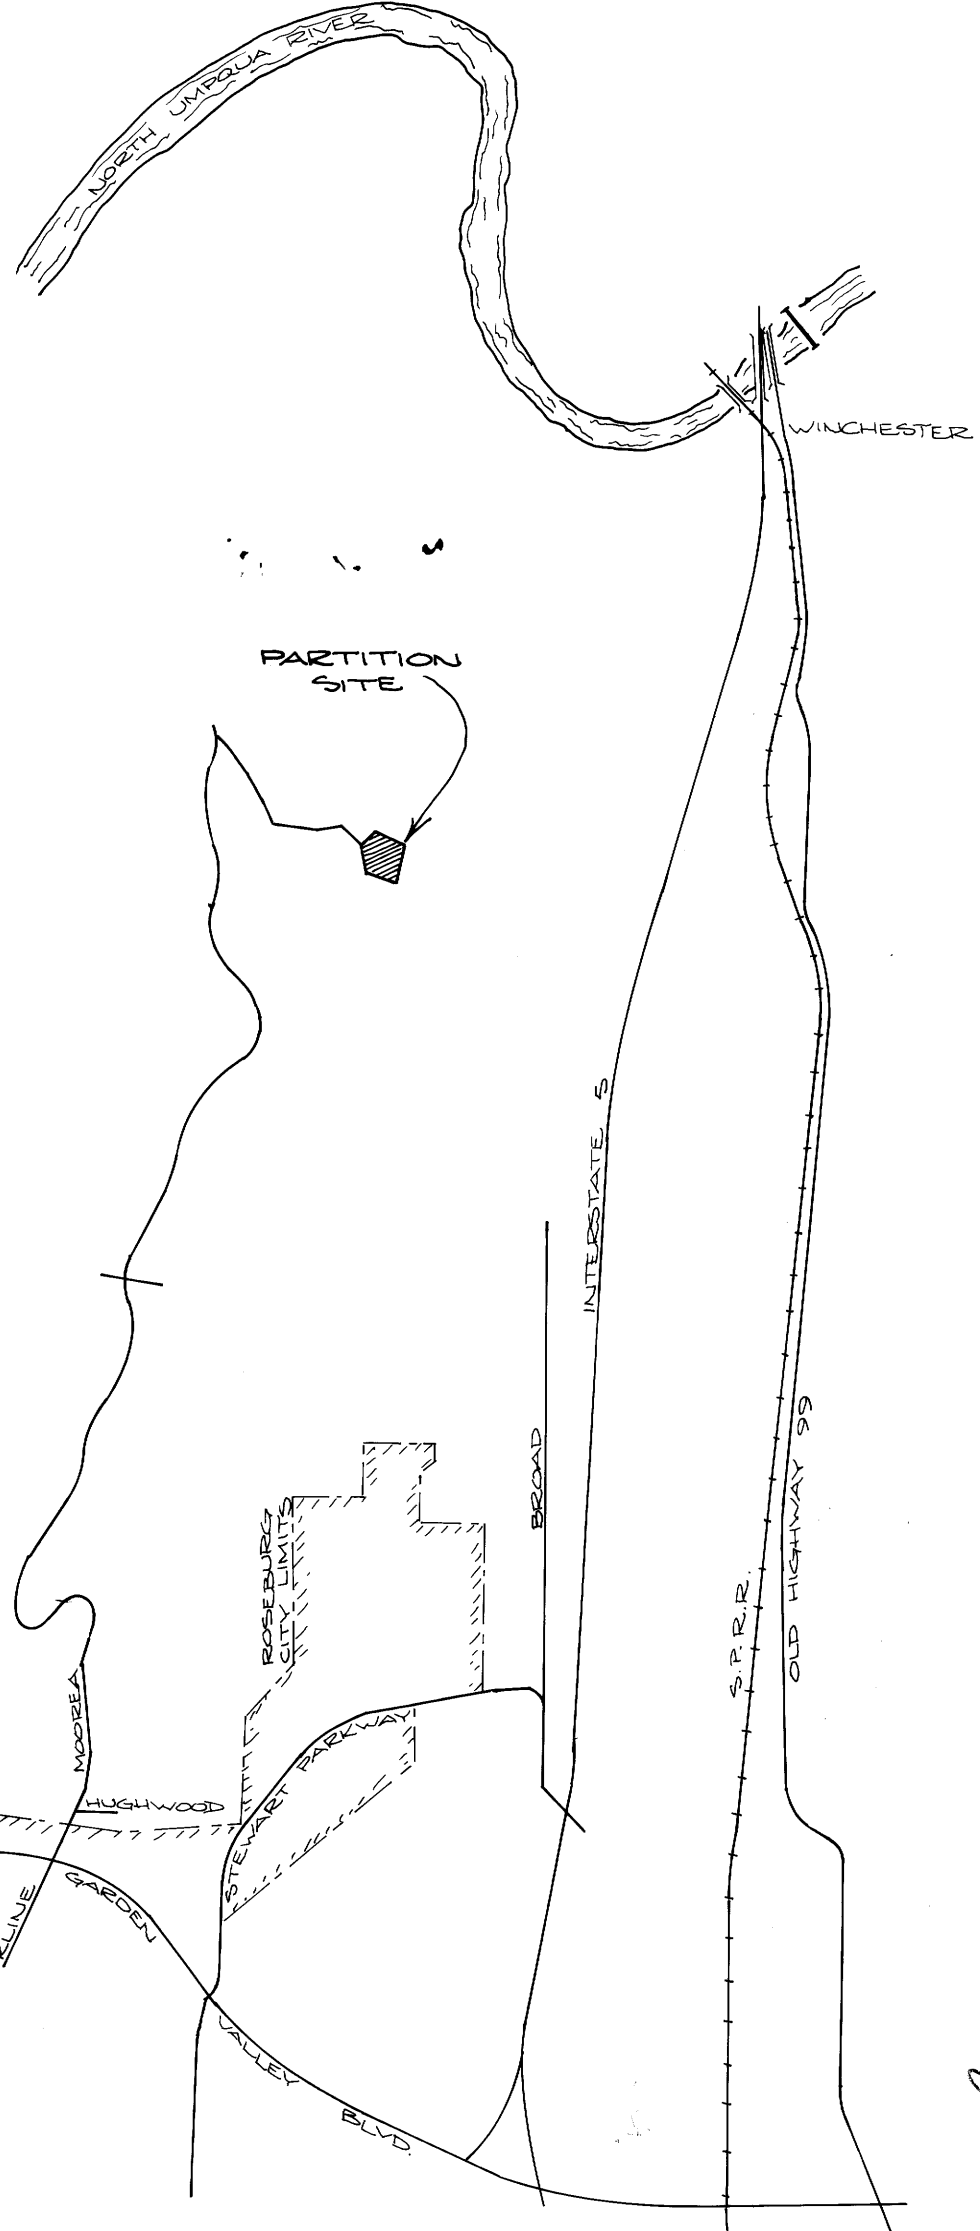 NORTH UMPQUA RIVER
WINCHESTER
PARTITION
SITE
INTERSTATE 5
BROAD
OLD HIGHWAY 99
ROSEBURG
CITY LIMITS
S.P.R.R.
MOOREA
STEWART PARKWAY
HUGHWOOD
GARDEN
VALLEY
BLVD.
RLINE